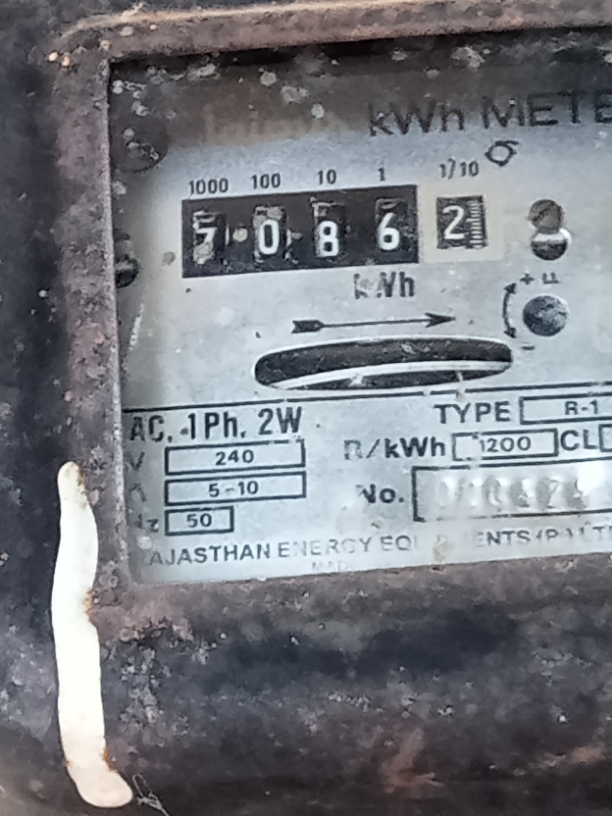 kWh METE
1000 100 10 1 1/10
7 0 8 6 2
kWh
+ F
-
AC. 1Ph. 2W
TYPE R-1
V 240
R/kWh 1200 CL
A 5-10
No.
Hz 50
AJASTHAN ENERGY EQU ENTS (P) LT